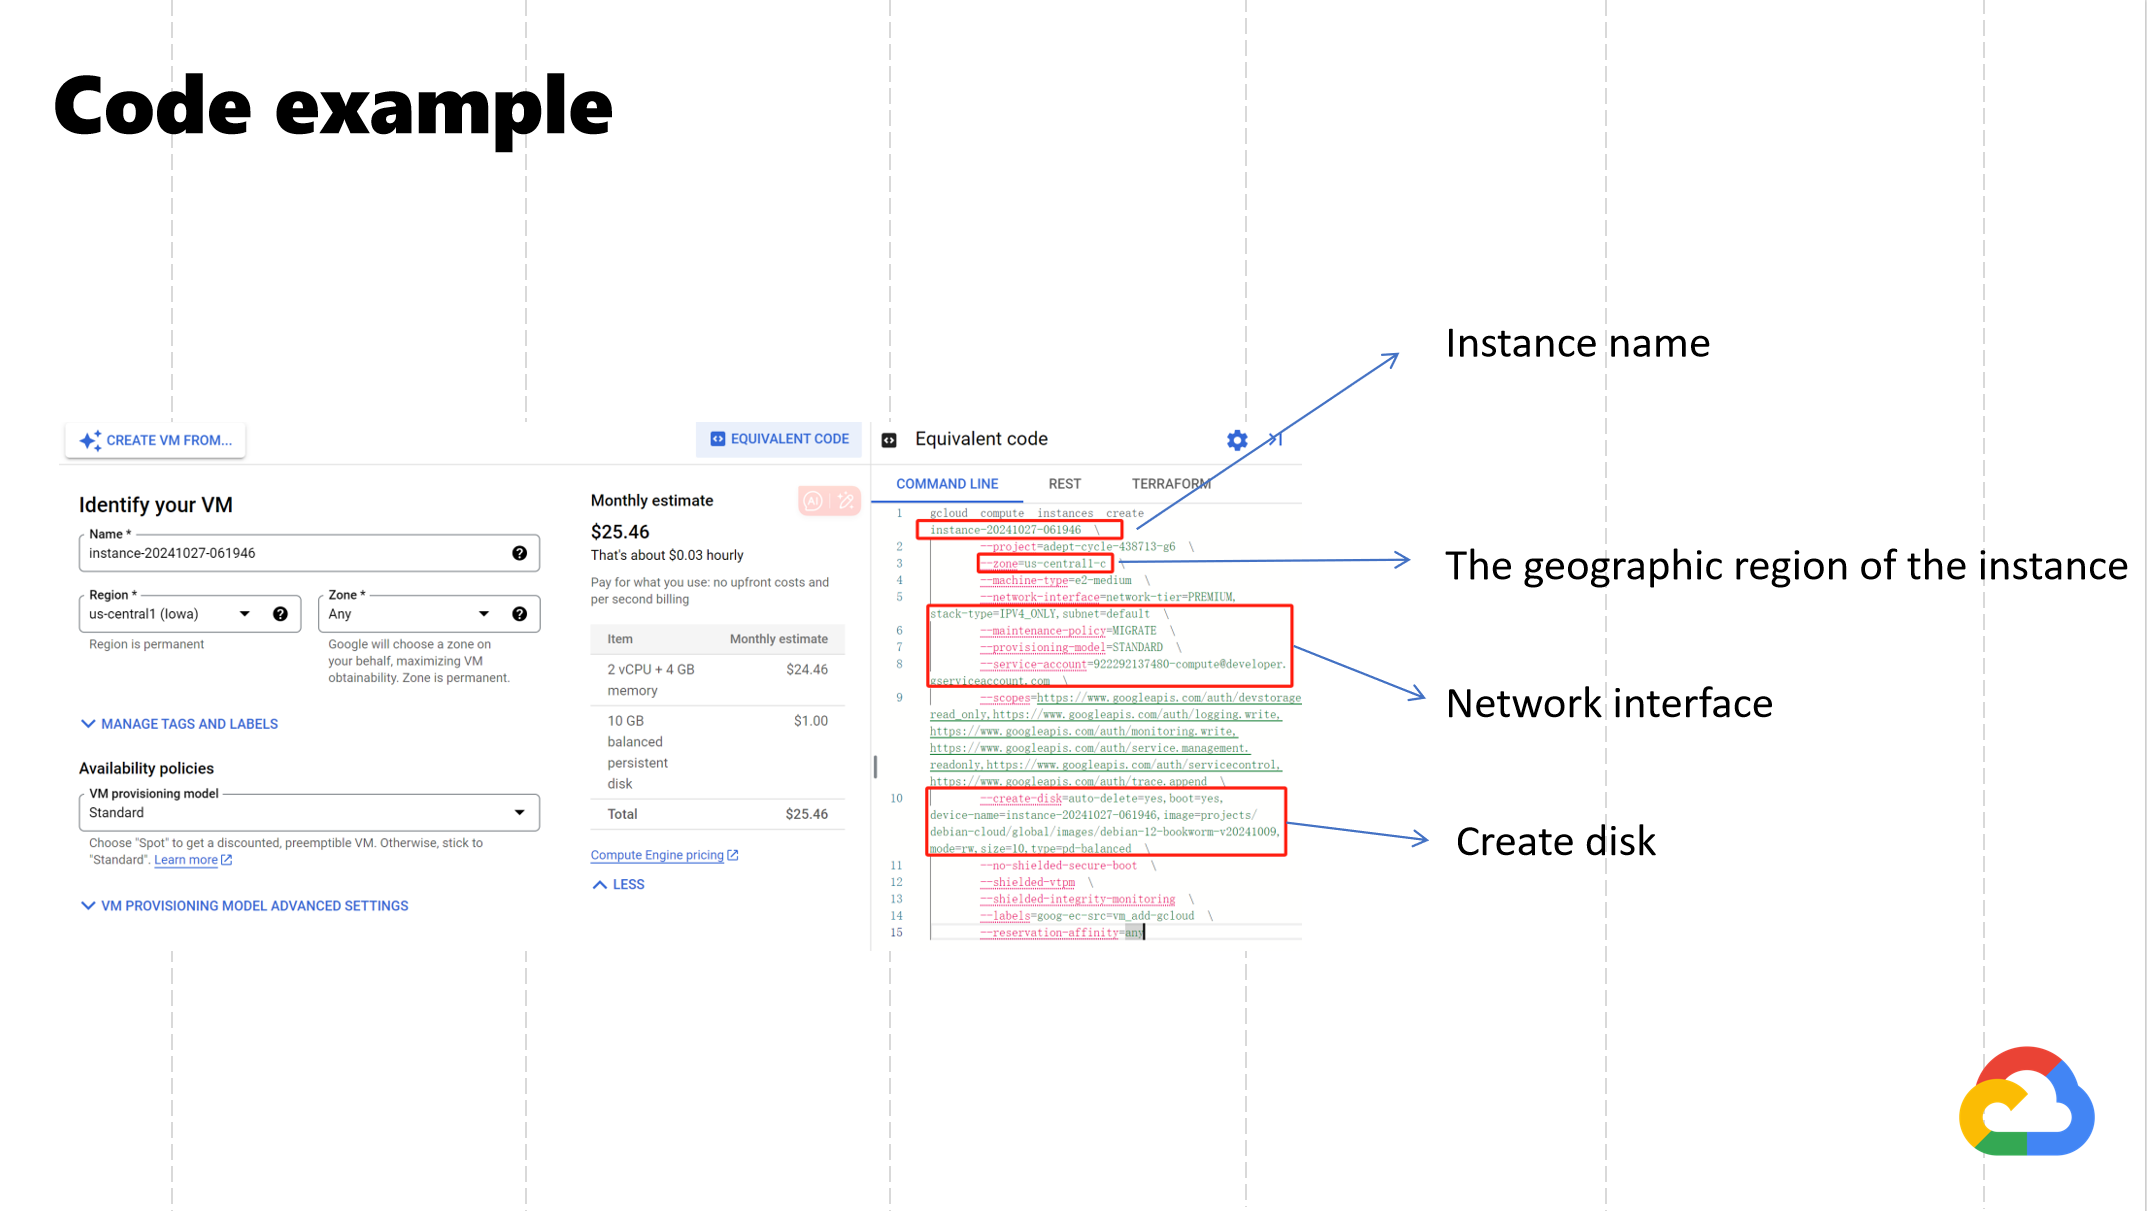 Code example
CREATE VM FROM...
EQUIVALENT CODE
Identify your VM
Name *
instance-20241027-061946
Region *
us-central1 (Iowa)
Region is permanent
Zone *
Any
Google will choose a zone on
your behalf, maximizing VM
obtainability. Zone is permanent.
MANAGE TAGS AND LABELS
Availability policies
VM provisioning model
Standard
Choose "Spot" to get a discounted, preemptible VM. Otherwise, stick to
"Standard". Learn more
VM PROVISIONING MODEL ADVANCED SETTINGS
Monthly estimate
AI
$25.46
That's about $0.03 hourly
Pay for what you use: no upfront costs and
per second billing
Item Monthly estimate
2 vCPU + 4 GB $24.46
memory
10 GB $1.00
balanced
persistent
disk
Total $25.46
Compute Engine pricing
LESS
Equivalent code
COMMAND LINE REST TERRAFORM
1 gcloud compute instances create
instance-20241027-061946 \
2 --project=adept-cycle-438713-g6 \
3 --zone=us-central1-c \
4 --machine-type=e2-medium \
5 --network-interface=network-tier=PREMIUM,
stack-type=IPV4_ONLY,subnet=default \
6 --maintenance-policy=MIGRATE \
7 --provisioning-model=STANDARD \
8 --service-account=922292137480-compute@developer.
gserviceaccount.com \
9 --scopes=https://www.googleapis.com/auth/devstorage
read_only,https://www.googleapis.com/auth/logging.write,
https://www.googleapis.com/auth/monitoring.write,
https://www.googleapis.com/auth/service.management.
readonly,https://www.googleapis.com/auth/servicecontrol,
https://www.googleapis.com/auth/trace.append \
10 --create-disk=auto-delete=yes,boot=yes,
device-name=instance-20241027-061946,image=projects/
debian-cloud/global/images/debian-12-bookworm-v20241009,
mode=rw,size=10,type=pd-balanced \
11 --no-shielded-secure-boot \
12 --shielded-vtpm \
13 --shielded-integrity-monitoring \
14 --labels=goog-ec-src=vm_add-gcloud \
15 --reservation-affinity=any
Instance name
The geographic region of the instance
Network interface
Create disk